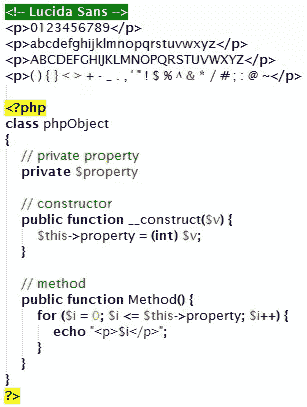 <!-- Lucida Sans -->
<p>0123456789</p>
<p>abcdefghijklmnopqrstuvwxyz</p>
<p>ABCDEFGHIJKLMNOPQRSTUVWXYZ</p>
<p>( ) { } < > + - _ . , ' " ! $ % ^ & * / # ; : @ ~</p>
<?php
class phpObject
{
// private property
private $property
// constructor
public function __construct($v) {
$this->property = (int) $v;
}
// method
public function Method() {
for ($i = 0; $i <= $this->property; $i++) {
echo "<p>$i</p>";
}
}
}
?>